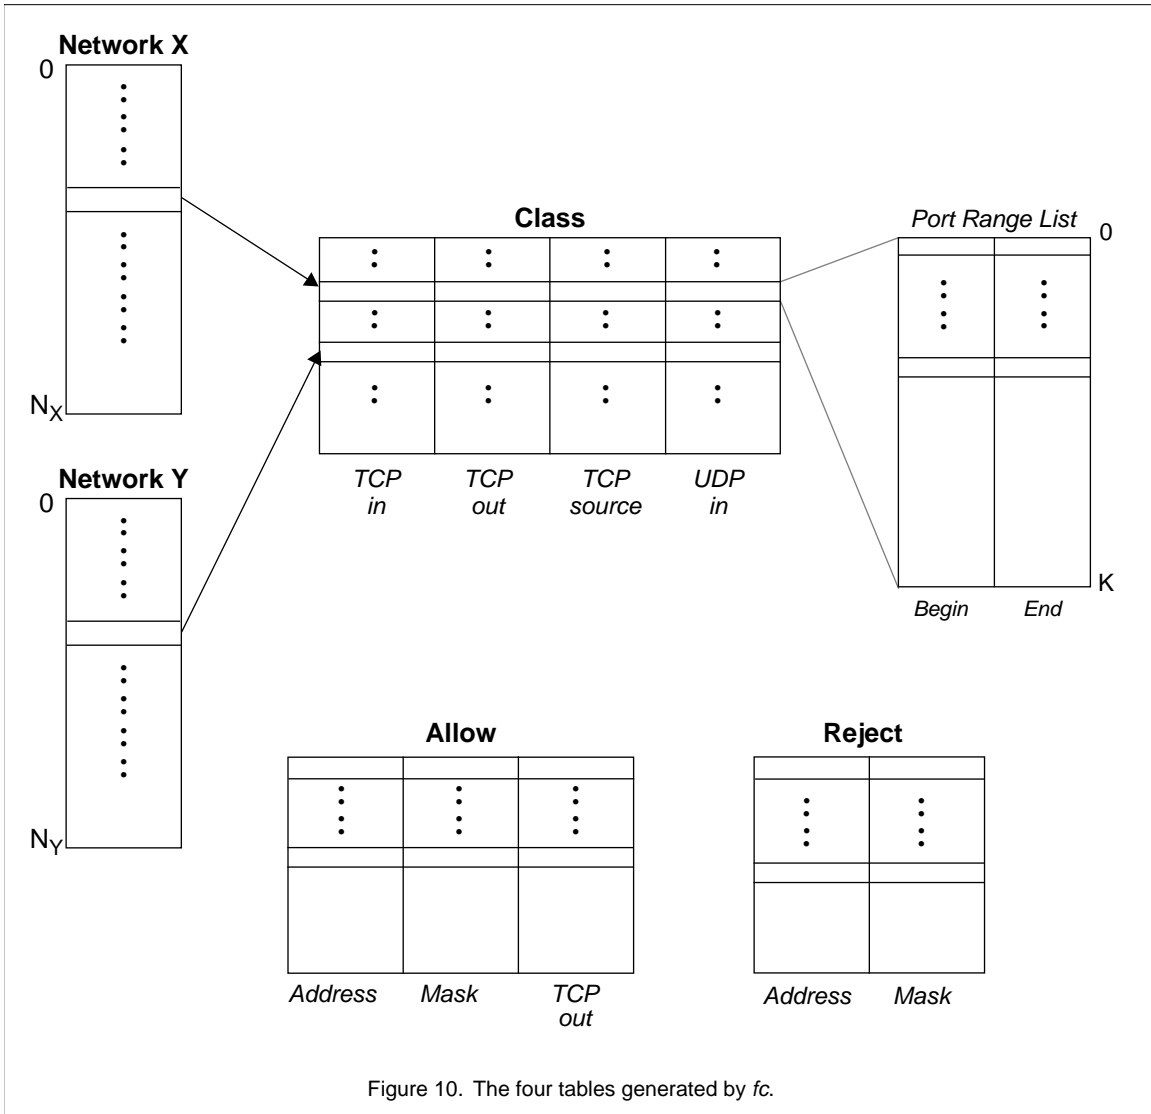 Network X
0
N_X
Network Y
0
N_Y
Class
TCP in
TCP out
TCP source
UDP in
Port Range List
0
K
Begin
End
Allow
Address
Mask
TCP out
Reject
Address
Mask
Figure 10. The four tables generated by fc.